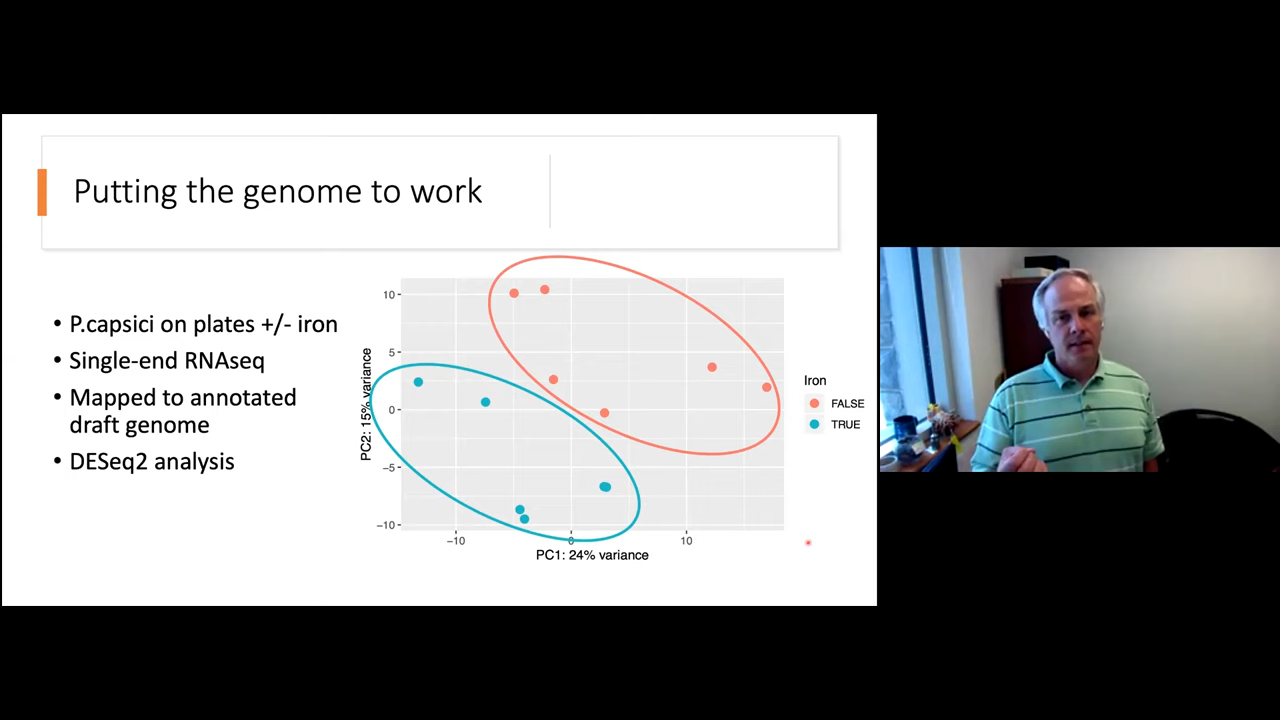 Putting the genome to work
• P.capsici on plates +/- iron
• Single-end RNAseq
• Mapped to annotated
draft genome
• DESeq2 analysis
PC2: 15% variance
10
5
0
−5
−10
−10
0
10
PC1: 24% variance
Iron
FALSE
TRUE